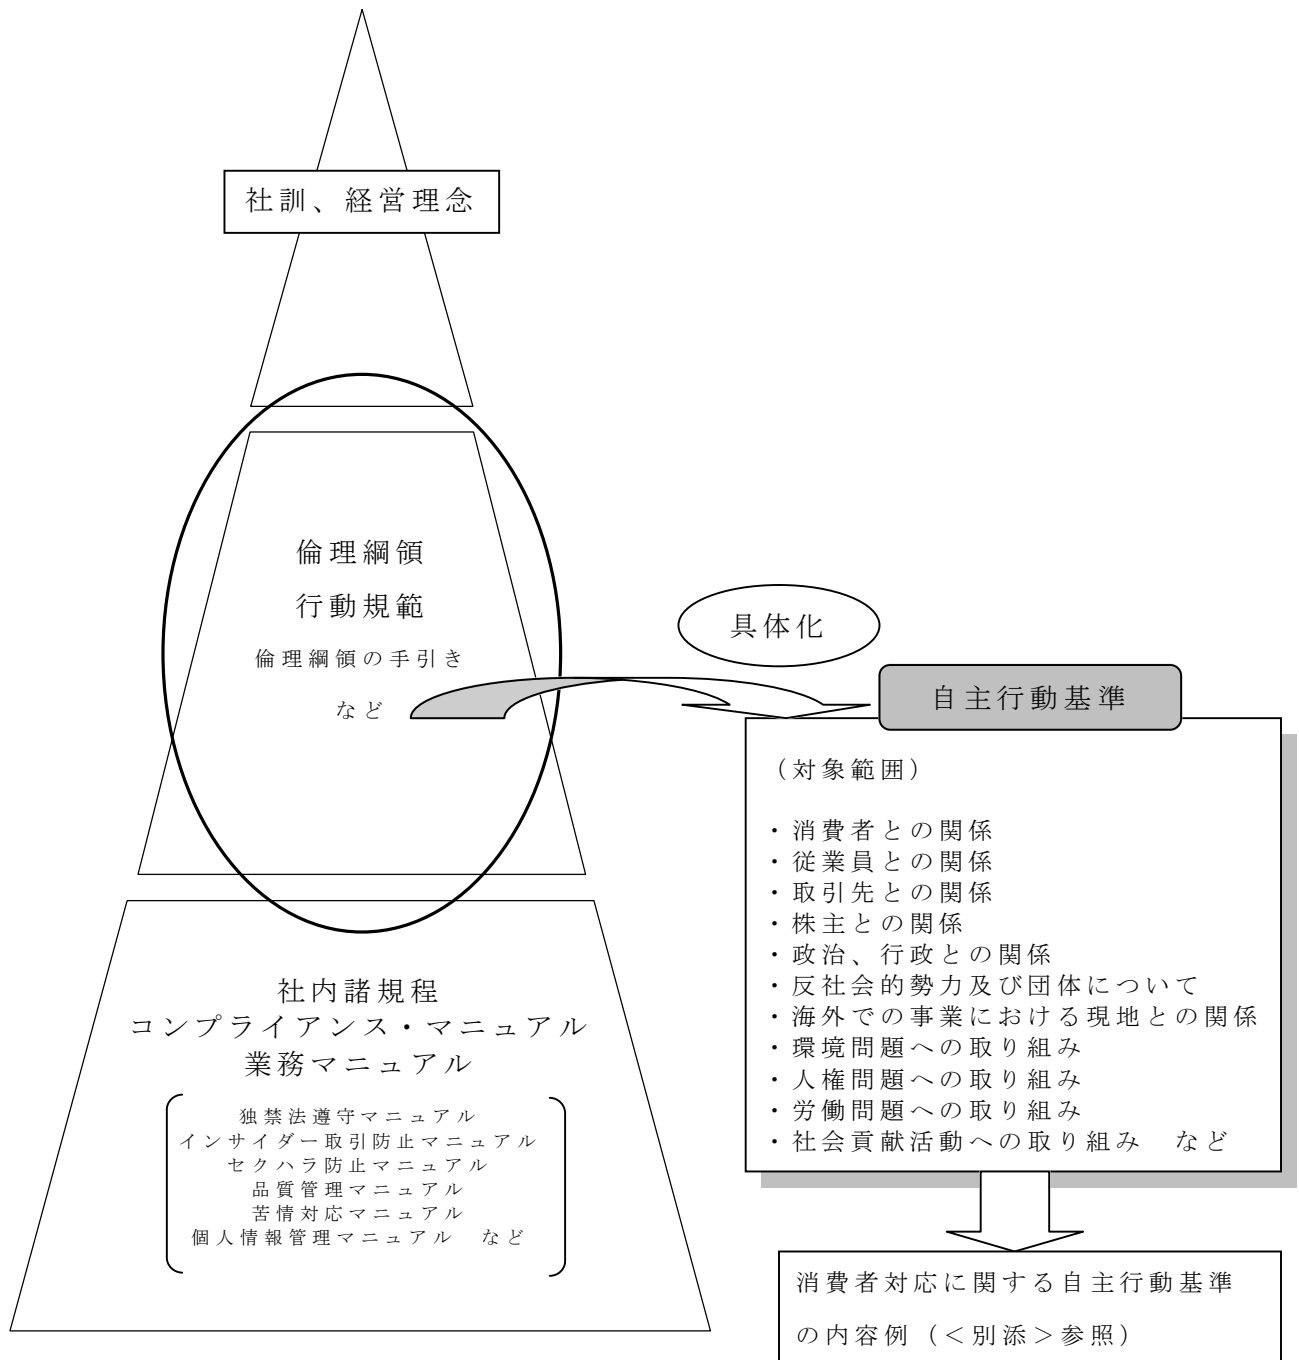 社訓、経営理念
倫理綱領
行動規範
倫理綱領の手引き
など
社内諸規程
コンプライアンス・マニュアル
業務マニュアル
独禁法遵守マニュアル
インサイダー取引防止マニュアル
セクハラ防止マニュアル
品質管理マニュアル
苦情対応マニュアル
個人情報管理マニュアル　など
具体化
自主行動基準
（対象範囲）
・消費者との関係
・従業員との関係
・取引先との関係
・株主との関係
・政治、行政との関係
・反社会的勢力及び団体について
・海外での事業における現地との関係
・環境問題への取り組み
・人権問題への取り組み
・労働問題への取り組み
・社会貢献活動への取り組み　など
消費者対応に関する自主行動基準
の内容例（＜別添＞参照）